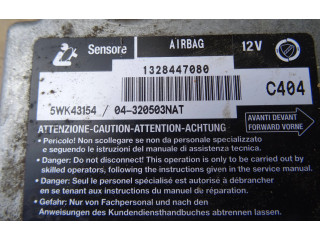 Sensore AIRBAG 12V
1328447080
C404
5WK43154 / 04-320503NAT
AVANTI DEVANT
FORWARD VORNE
ATTENZIONE-CAUTION-ATTENTION-ACHTUNG
• Pericolo! Non scollegare se non da personale specializzato
e seguendo le istruzioni del manuale di assistenza tecnica.
• Danger: Do not disconnect! This operation is only to be carried out by
skilled operators, following the instructions given in the service manual.
• Danger: Seul le personel spécialisé est autorisé à débrancher
en se tenant aux instructions du manuel de réparation.
• Gefahr: Nur von Fachpersonal und nach den
Anweisungen des Kundendiensthandbuches abtrennen.